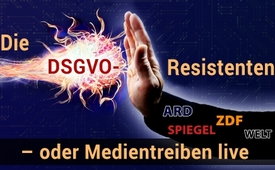 Die
DSGVO-
Resistenten
ARD
ZDF
SPIEGEL
WELT
– oder Medientreiben live